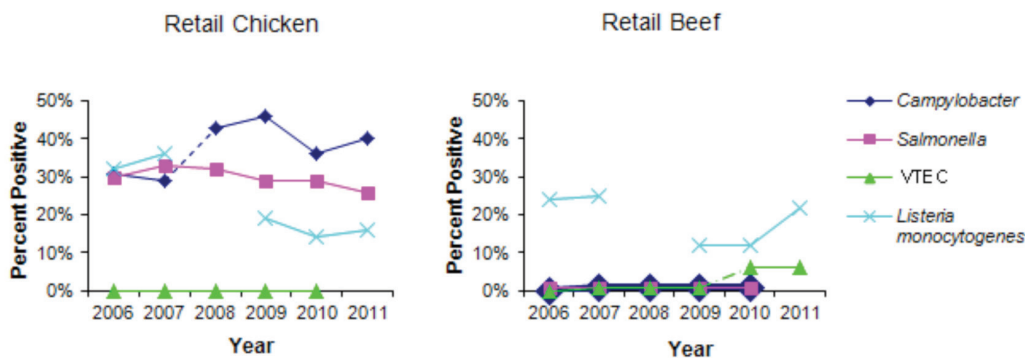 Retail Chicken
Percent Positive
50%
40%
30%
20%
10%
0%
2006 2007 2008 2009 2010 2011
Year
Retail Beef
Percent Positive
50%
40%
30%
20%
10%
0%
2006 2007 2008 2009 2010 2011
Year
Campylobacter
Salmonella
VTEC
Listeria
monocytogenes